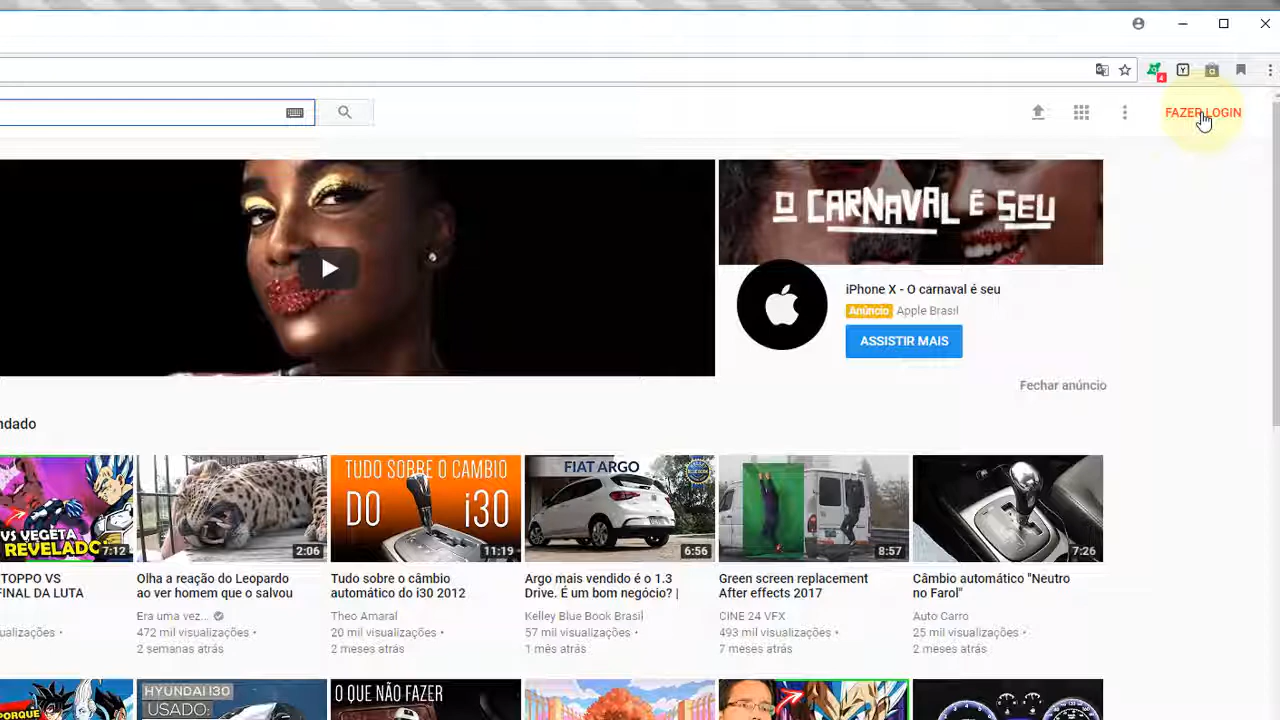 4
FAZER LOGIN
O CARNAVAL É SEU
iPhone X - O carnaval é seu
Anúncio Apple Brasil
ASSISTIR MAIS
Fechar anúncio
ndado
VS VEGETA
REVELADO
7:12
2:06
TUDO SOBRE O CAMBIO
DO i30
11:19
FIAT ARGO
6:56
8:57
7:26
TOPPO VS
FINAL DA LUTA
ualizações •
Olha a reação do Leopardo
ao ver homem que o salvou
Era uma vez...
472 mil visualizações •
2 semanas atrás
Tudo sobre o câmbio
automático do i30 2012
Theo Amaral
20 mil visualizações •
2 meses atrás
Argo mais vendido é o 1.3
Drive. É um bom negócio? |
Kelley Blue Book Brasil
57 mil visualizações •
1 mês atrás
Green screen replacement
After effects 2017
CINE 24 VFX
493 mil visualizações •
7 meses atrás
Câmbio automático "Neutro
no Farol"
Auto Carro
25 mil visualizações •
2 meses atrás
HYUNDAI I30
USADO:
O QUE NÃO FAZER